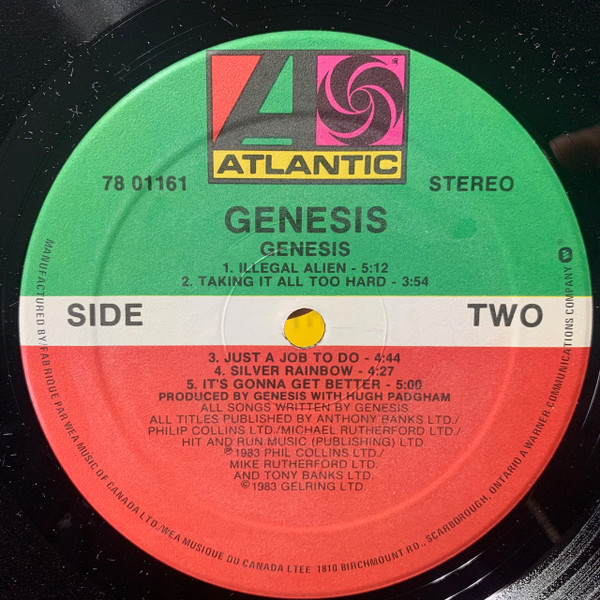 ATLANTIC
78 01161
STEREO
GENESIS
GENESIS
1. ILLEGAL ALIEN - 5:12
2. TAKING IT ALL TOO HARD - 3:54
SIDE TWO
3. JUST A JOB TO DO - 4:44
4. SILVER RAINBOW - 4:27
5. IT'S GONNA GET BETTER - 5:00
PRODUCED BY GENESIS WITH HUGH PADGHAM
ALL SONGS WRITTEN BY GENESIS
ALL TITLES PUBLISHED BY ANTHONY BANKS LTD./
PHILIP COLLINS LTD./MICHAEL RUTHERFORD LTD./
HIT AND RUN MUSIC (PUBLISHING) LTD.
℗1983 PHIL COLLINS LTD./
MIKE RUTHERFORD LTD.
AND TONY BANKS LTD.
©1983 GELRING LTD.
MANUFACTURED BY/FABRIQUE PAR WEA MUSIC OF CANADA LTD./WEA MUSIQUE DU CANADA LTEE 1810 BIRCHMOUNT RD., SCARBOROUGH, ONTARIO A WARNER COMMUNICATIONS COMPANY